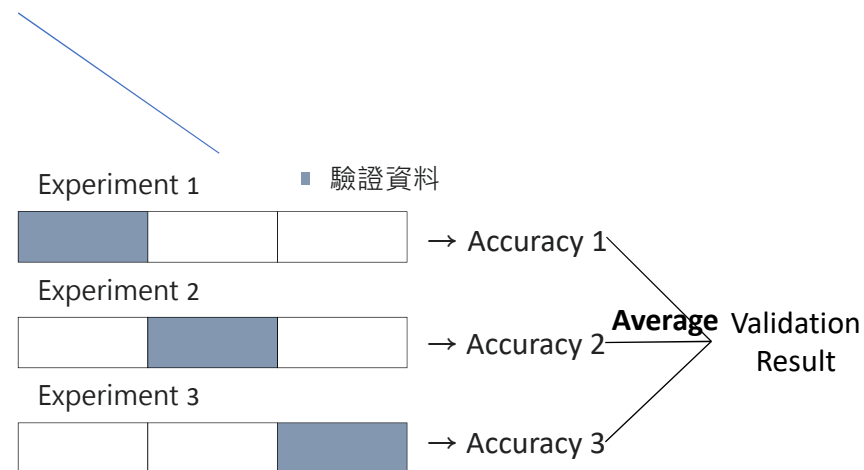 Experiment 1
驗證資料
→ Accuracy 1
Experiment 2
→ Accuracy 2
Average
Validation
Result
Experiment 3
→ Accuracy 3